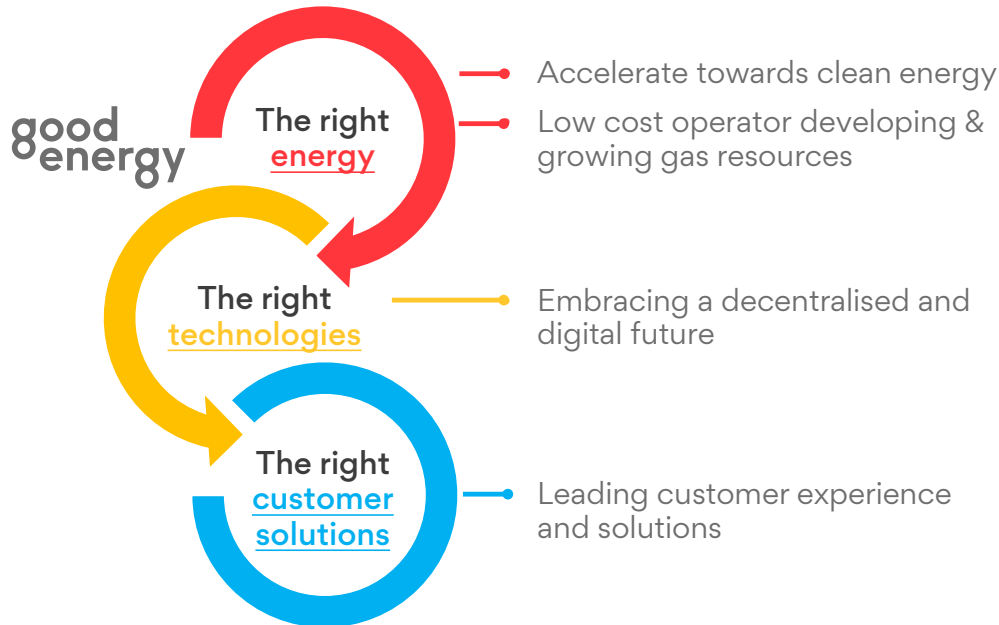 good
energy
The right
energy
Accelerate towards clean energy
Low cost operator developing &
growing gas resources
The right
technologies
Embracing a decentralised and
digital future
The right
customer
solutions
Leading customer experience
and solutions